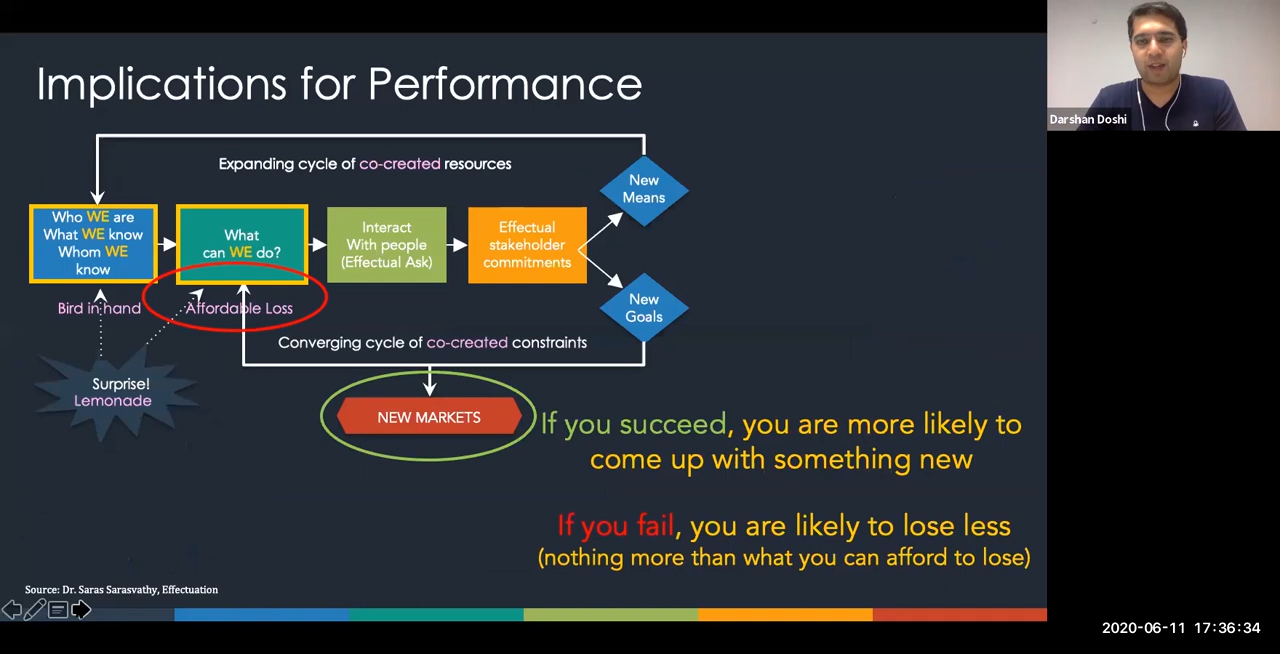 Implications for Performance
Darshan Doshi
Expanding cycle of co-created resources
New
Means
Who WE are
What WE know
Whom WE
know
What
can WE do?
Interact
With people
(Effectual Ask)
Effectual
stakeholder
commitments
New
Goals
Bird in hand
Affordable Loss
Converging cycle of co-created constraints
Surprise!
Lemonade
NEW MARKETS
If you succeed, you are more likely to
come up with something new
If you fail, you are likely to lose less
(nothing more than what you can afford to lose)
Source: Dr. Saras Sarasvathy, Effectuation
2020-06-11 17:36:34